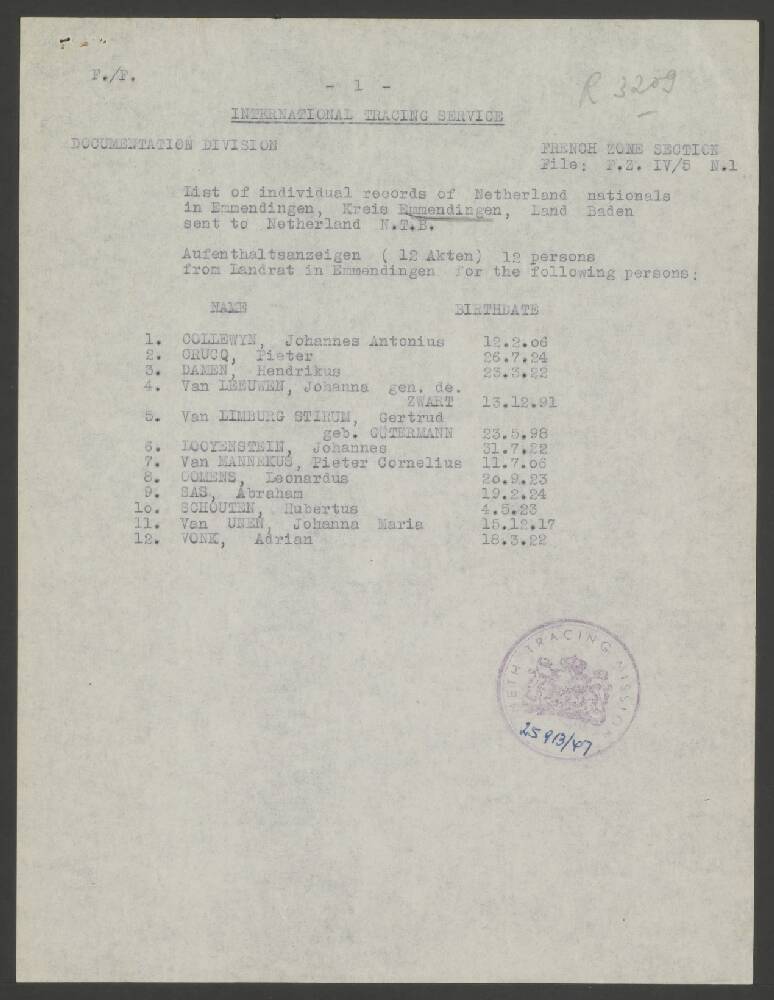 F./F.
- 1 -
R 3209
INTERNATIONAL TRACING SERVICE
DOCUMENTATION DIVISION
FRENCH ZONE SECTION
File: F.Z. IV/5 N.1
List of individual records of Netherland nationals
in Emmendingen, Kreis Emmendingen, Land Baden
sent to Netherland N.T.B.
Aufenthaltsanzeigen ( 12 Akten) 12 persons
from Landrat in Emmendingen for the following persons:
NAME BIRTHDATE
1. COLLEWYN, Johannes Antonius 12.2.06
2. CRUCQ, Pieter 26.7.24
3. DAMEN, Hendrikus 23.3.22
4. Van LEEUWEN, Johanna gen. de.
ZWART 13.12.91
5. Van LIMBURG STIRUM, Gertrud
geb. GUTERMANN 23.5.98
6. LOOYENSTEIN, Johannes 31.7.22
7. Van MANNEKUS, Pieter Cornelius 11.7.06
8. OOMENS, Leonardus 20.9.23
9. SAS, Abraham 19.2.24
10. SCHOUTEN, Hubertus 4.5.23
11. Van UNEN, Johanna Maria 15.12.17
12. VONK, Adrian 18.3.22
NETH. TRACING MISSION
25913/47